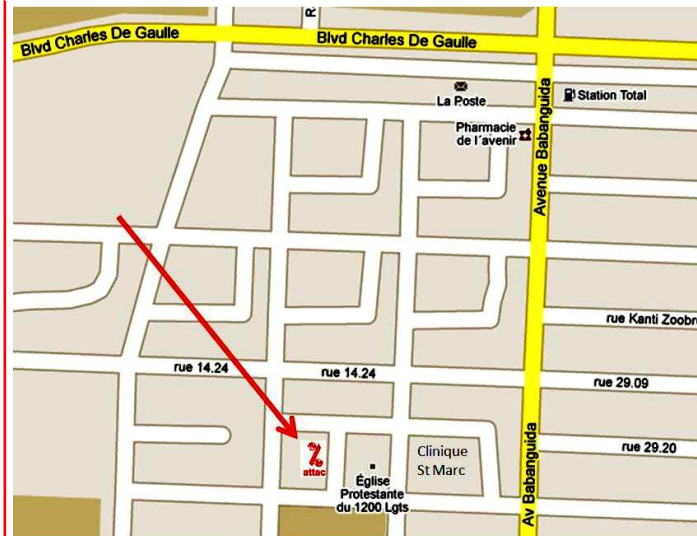 R
Blvd Charles De Gaulle
Blvd Charles De Gaulle
La Poste
Station Total
Pharmacie
de l´avenir
Avenue Babanguida
rue Kanti Zoobr
rue 14.24
rue 14.24
rue 29.09
attac
Clinique
St Marc
Église
Protestante
du 1200 Lgts
Av Babanguida
rue 29.20